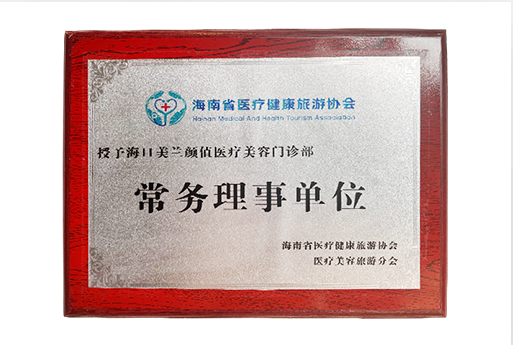 海南省医疗健康旅游协会
Hainan Medical And Health Tourism Association
授予海口美兰颜值医疗美容门诊部
常务理事单位
海南省医疗健康旅游协会
医疗美容旅游分会